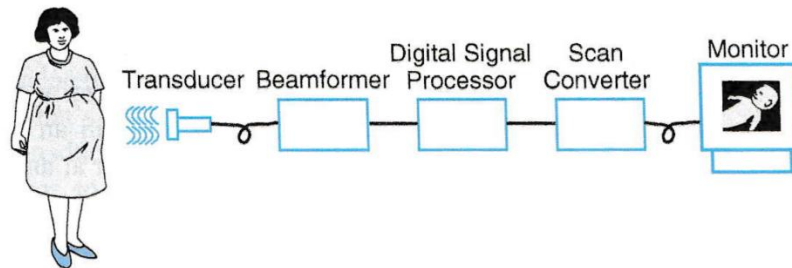 Transducer
Beamformer
Digital Signal
Processor
Scan
Converter
Monitor